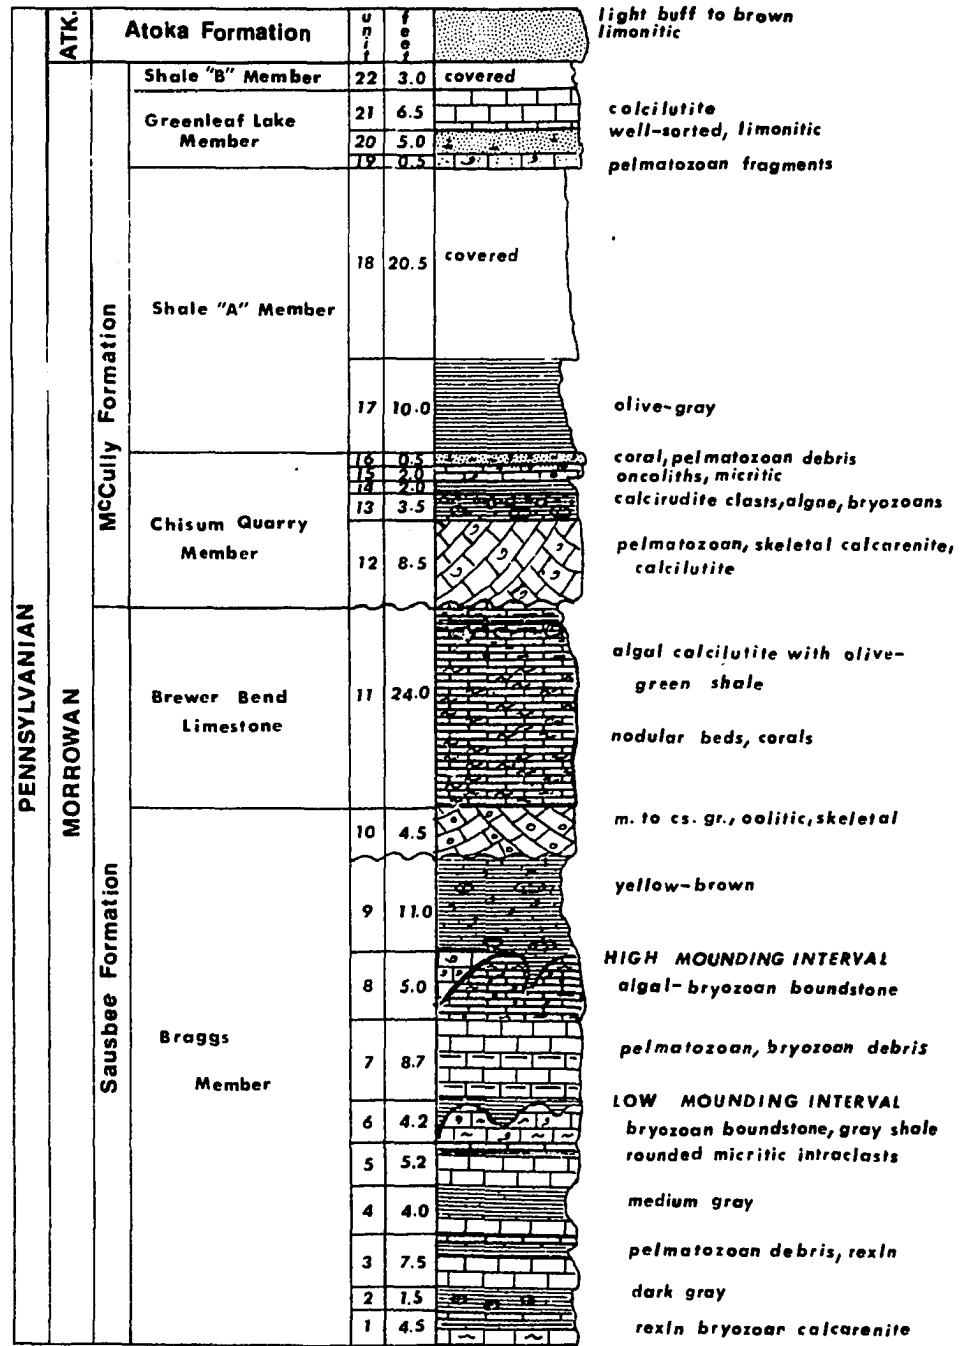 PENNSYLVANIAN
ATK.
MORROWAN
McCully Formation
Sausbee Formation
Atoka Formation
unit
feet
light buff to brown
limonitic
Shale "B" Member 22 3.0 covered
Greenleaf Lake
Member
21 6.5 calcilutite
20 5.0 well-sorted, limonitic
19 0.5 pelmatozoan fragments
Shale "A" Member
18 20.5 covered
17 10.0 olive-gray
Chisum Quarry
Member
16 0.5 coral, pelmatozoan debris
15 2.0 oncoliths, micritic
14 2.0
13 3.5 calcirudite clasts, algae, bryozoans
12 8.5 pelmatozoan, skeletal calcarenite,
calcilutite
Brewer Bend
Limestone
11 24.0
algal calcilutite with olive-
green shale
nodular beds, corals
Braggs
Member
10 4.5 m. to cs. gr., oolitic, skeletal
9 11.0 yellow-brown
HIGH MOUNDING INTERVAL
8 5.0 algal-bryozoan boundstone
7 8.7 pelmatozoan, bryozoan debris
LOW MOUNDING INTERVAL
6 4.2 bryozoan boundstone, gray shale
5 5.2 rounded micritic intraclasts
4 4.0 medium gray
3 7.5 pelmatozoan debris, rexln
2 1.5 dark gray
1 4.5 rexln bryozoar calcarenite